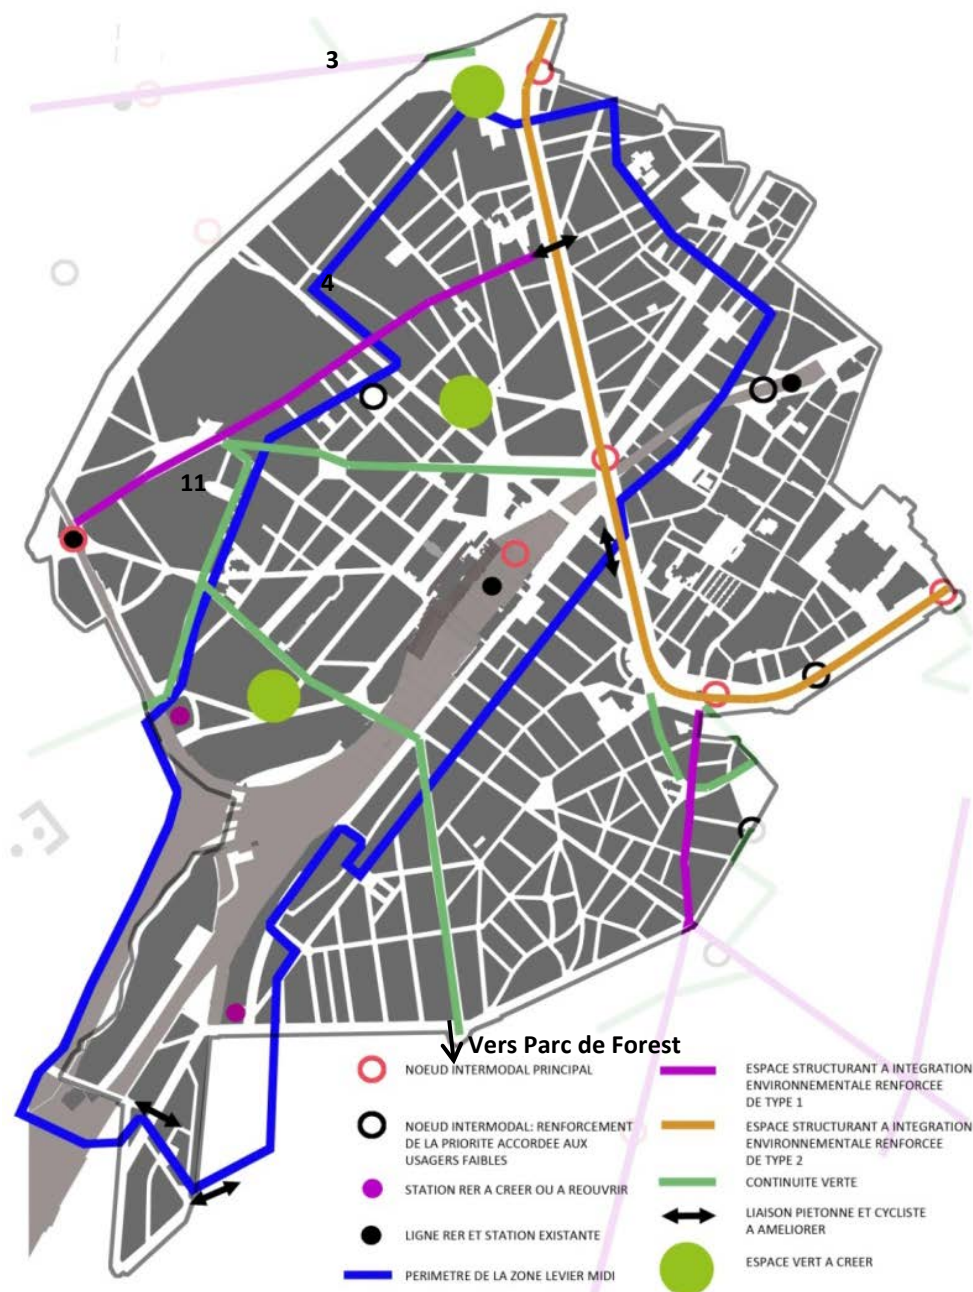 3
4
11
Vers Parc de Forest
NOEUD INTERMODAL PRINCIPAL
NOEUD INTERMODAL: RENFORCEMENT
DE LA PRIORITE ACCORDEE AUX
USAGERS FAIBLES
STATION RER A CREER OU A REOUVRIR
LIGNE RER ET STATION EXISTANTE
PERIMETRE DE LA ZONE LEVIER MIDI
ESPACE STRUCTURANT A INTEGRATION
ENVIRONNEMENTALE RENFORCEE
DE TYPE 1
ESPACE STRUCTURANT A INTEGRATION
ENVIRONNEMENTALE RENFORCEE
DE TYPE 2
CONTINUITE VERTE
LIAISON PIETONNE ET CYCLISTE
A AMELIORER
ESPACE VERT A CREER